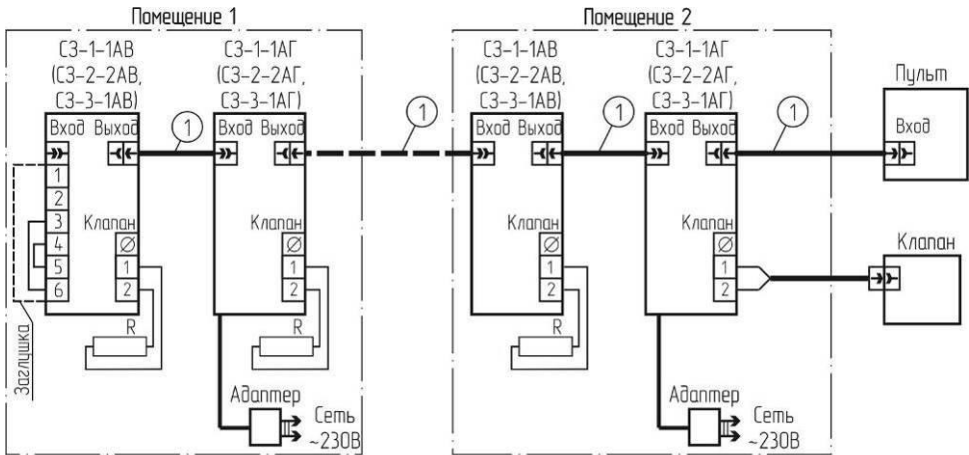 Помещение 1
Помещение 2
СЗ-1-1АВ
(СЗ-2-2АВ,
СЗ-3-1АВ)
СЗ-1-1АГ
(СЗ-2-2АГ,
СЗ-3-1АГ)
СЗ-1-1АВ
(СЗ-2-2АВ,
СЗ-3-1АВ)
СЗ-1-1АГ
(СЗ-2-2АГ,
СЗ-3-1АГ)
Пульт
1
1
1
1
Вход Выход
Вход Выход
Вход Выход
Вход Выход
Вход
1
2
3
4
5
6
Клапан
Ø
1
2
R
Клапан
Ø
1
2
R
Клапан
Ø
1
2
R
Клапан
Ø
1
2
Клапан
Заглушка
Адаптер
Сеть
~230В
Адаптер
Сеть
~230В